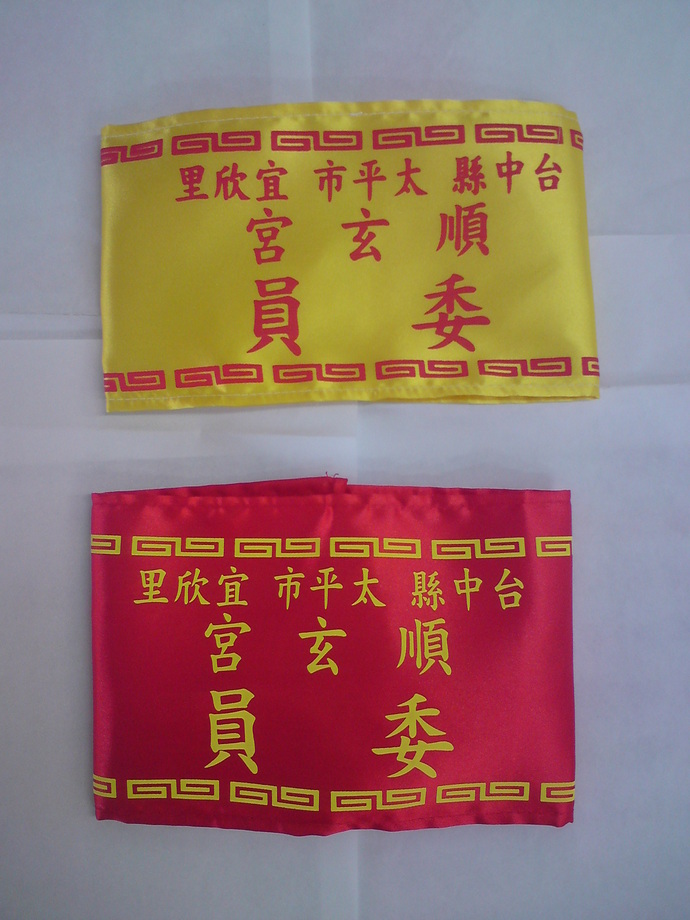 台中縣 太平市 宜欣里
順玄宮
委員
台中縣 太平市 宜欣里
順玄宮
委員